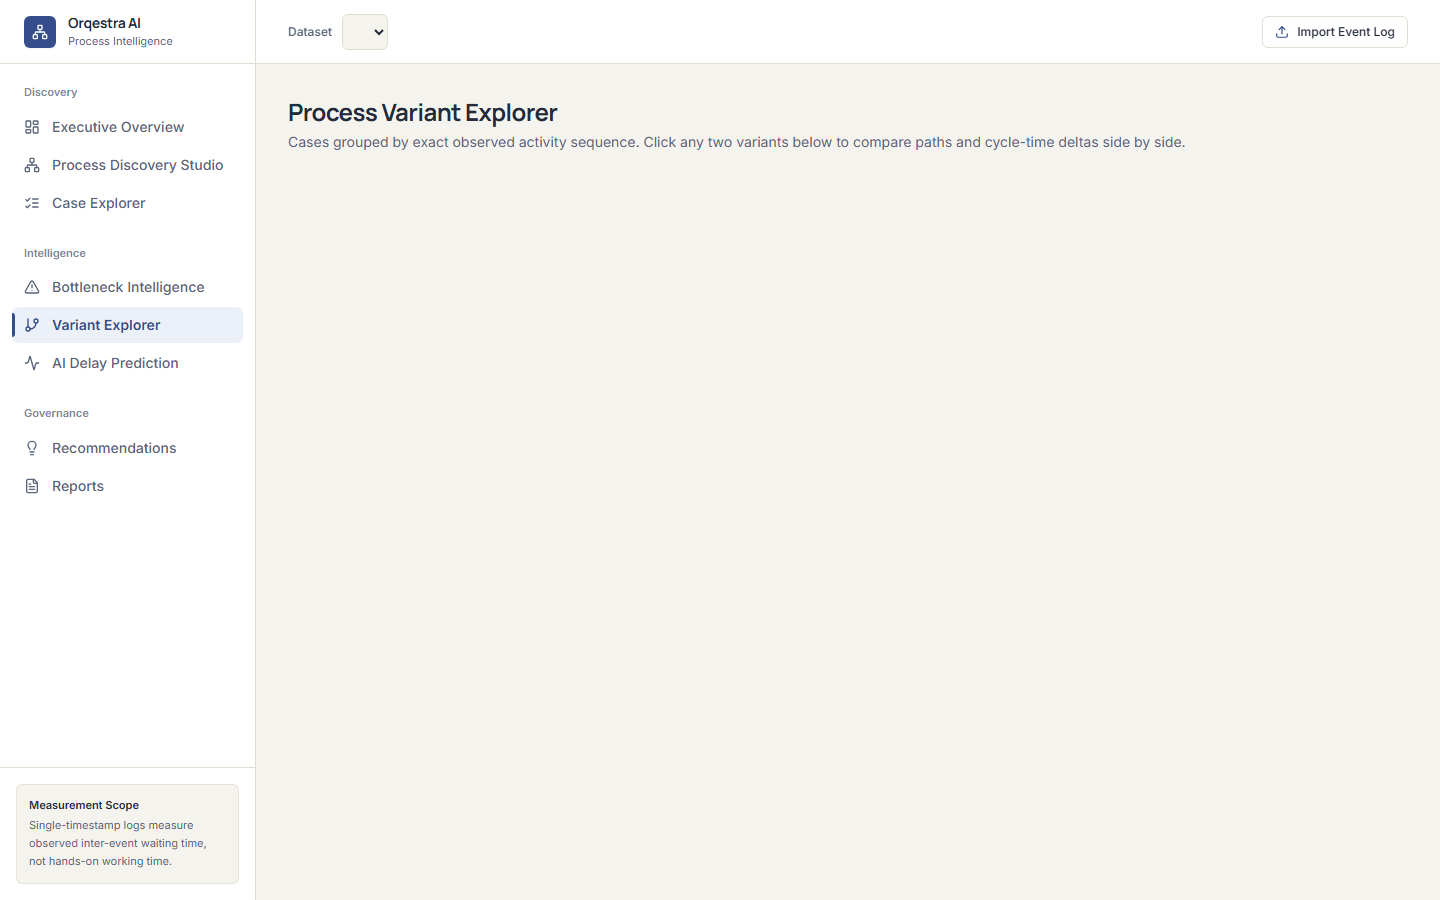 Orqestra AI
Process Intelligence
Dataset
Import Event Log
Discovery
Executive Overview
Process Discovery Studio
Case Explorer
Intelligence
Bottleneck Intelligence
Variant Explorer
AI Delay Prediction
Governance
Recommendations
Reports
Measurement Scope
Single-timestamp logs measure
observed inter-event waiting time,
not hands-on working time.
Process Variant Explorer
Cases grouped by exact observed activity sequence. Click any two variants below to compare paths and cycle-time deltas side by side.